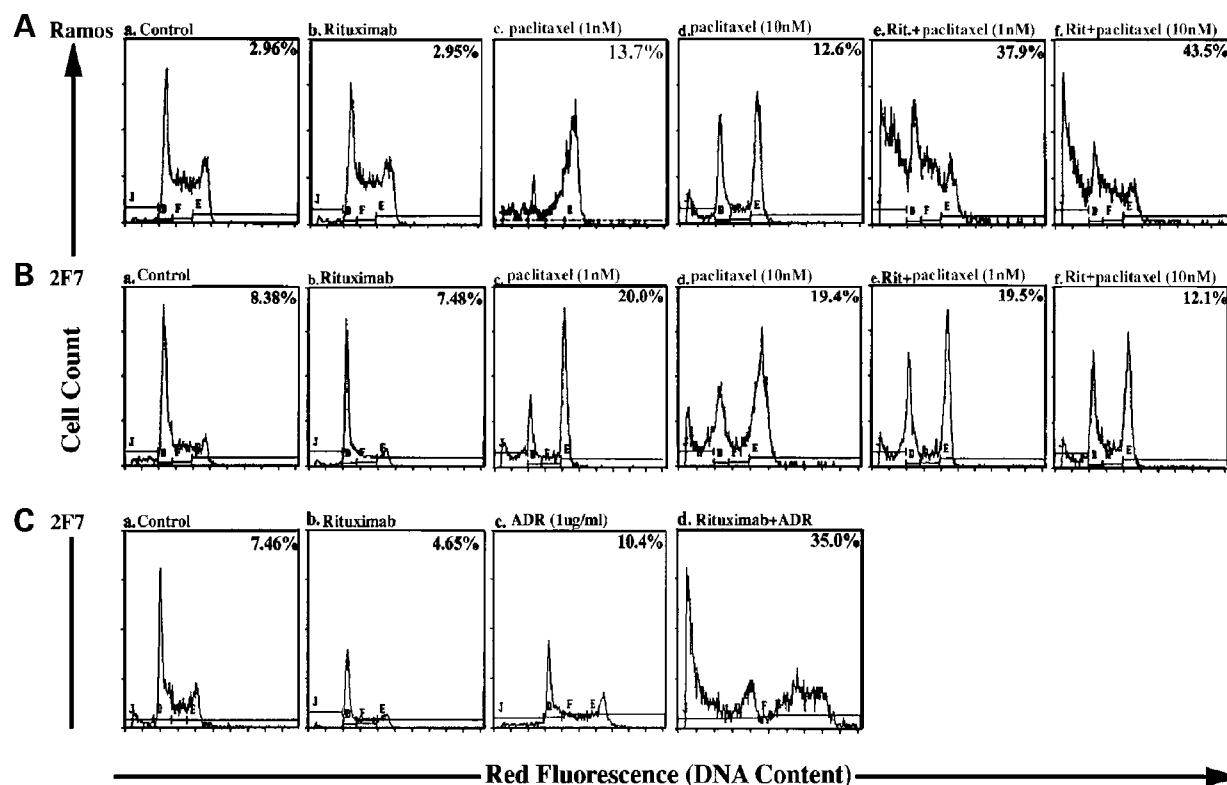 A
Ramos
a. Control
2.96%
J
B
F
E
b. Rituximab
2.95%
J
B
F
E
c. paclitaxel (1nM)
13.7%
E
d. paclitaxel (10nM)
12.6%
E
e. Rit.+paclitaxel (1nM)
37.9%
J
B
F
E
f. Rit+paclitaxel (10nM)
43.5%
J
B
F
E
B
2F7
a. Control
8.38%
J
B
b. Rituximab
7.48%
J
B
F
E
c. paclitaxel (1nM)
20.0%
J
D
E
d. paclitaxel (10nM)
19.4%
B
E
e. Rit+paclitaxel (1nM)
19.5%
J
D
E
f. Rit+paclitaxel (10nM)
12.1%
J
B
E
C
2F7
a. Control
7.46%
J
D
E
b. Rituximab
4.65%
J
B
F
E
c. ADR (1ug/ml)
10.4%
J
F
E
d. Rituximab+ADR
35.0%
F
E
Cell Count
Red Fluorescence (DNA Content)